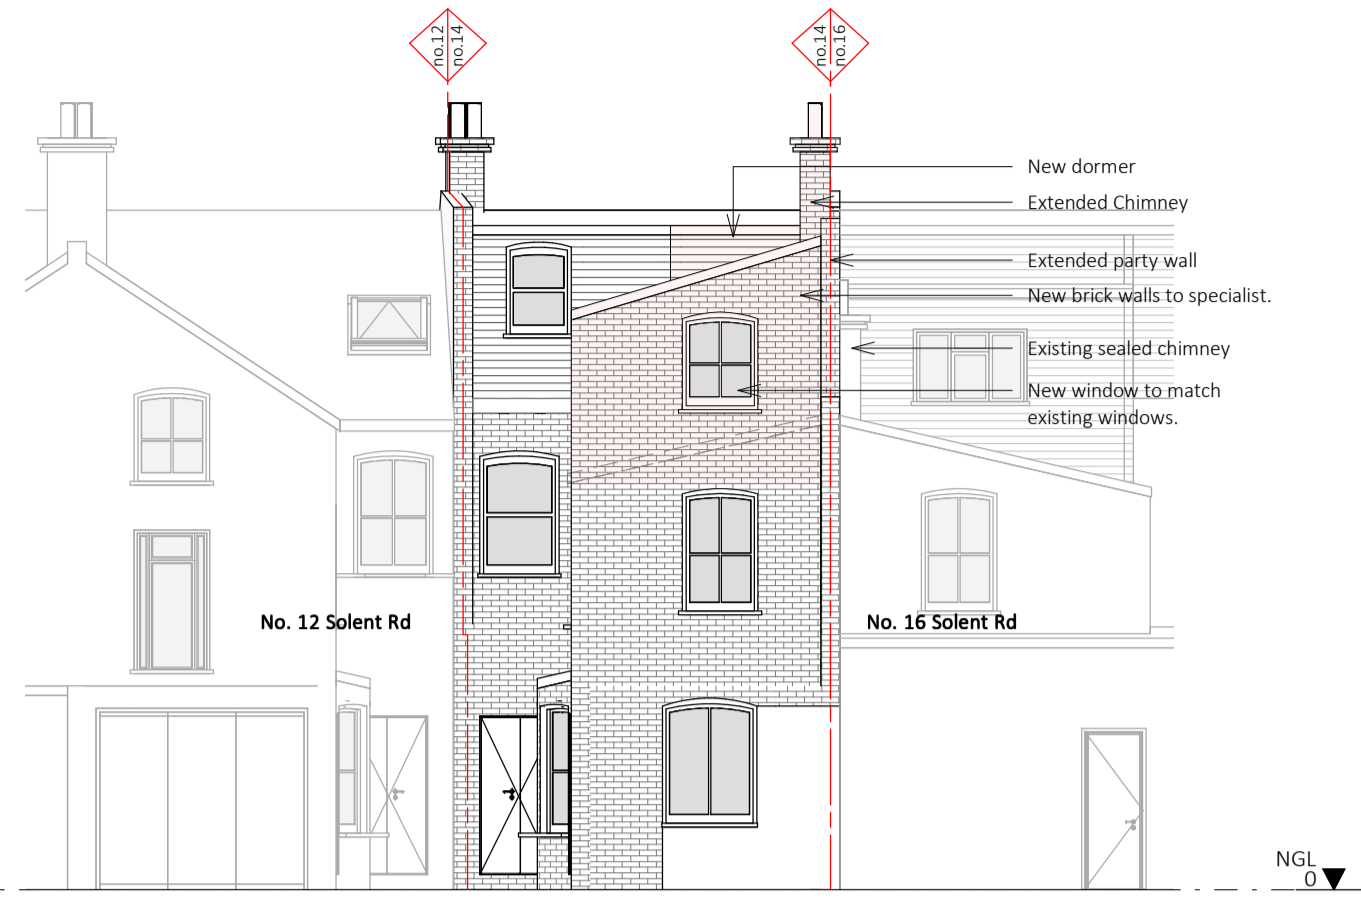 no.12
no.14
no.14
no.16
New dormer
Extended Chimney
Extended party wall
New brick walls to specialist.
Existing sealed chimney
New window to match
existing windows.
No. 12 Solent Rd
No. 16 Solent Rd
NGL
0